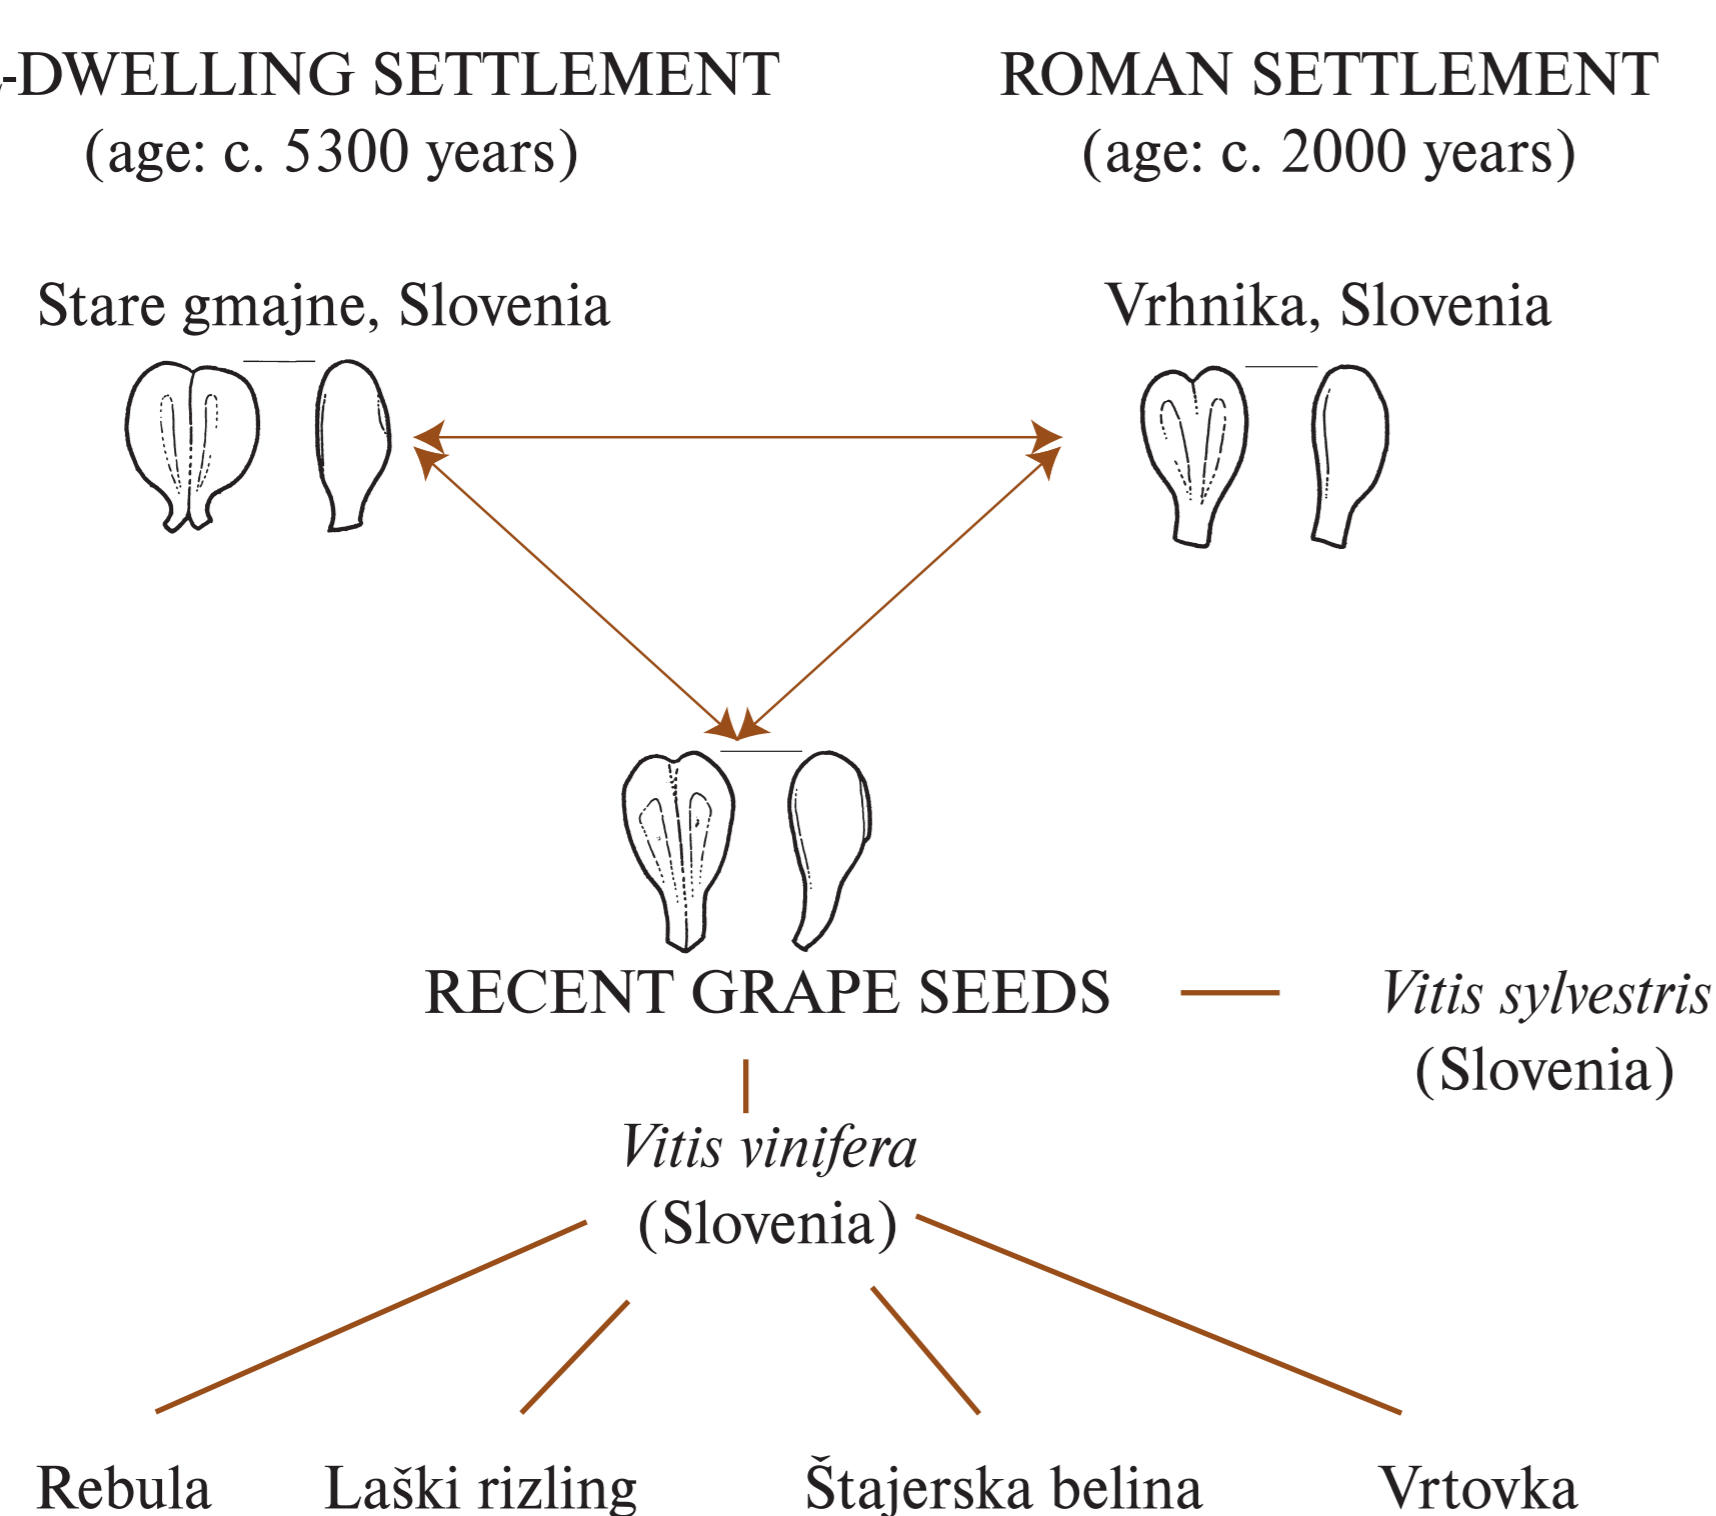 -DWELLING SETTLEMENT
(age: c. 5300 years)
Stare gmajne, Slovenia
ROMAN SETTLEMENT
(age: c. 2000 years)
Vrhnika, Slovenia
RECENT GRAPE SEEDS
Vitis sylvestris
(Slovenia)
Vitis vinifera
(Slovenia)
Rebula
Laški rizling
Štajerska belina
Vrtovka